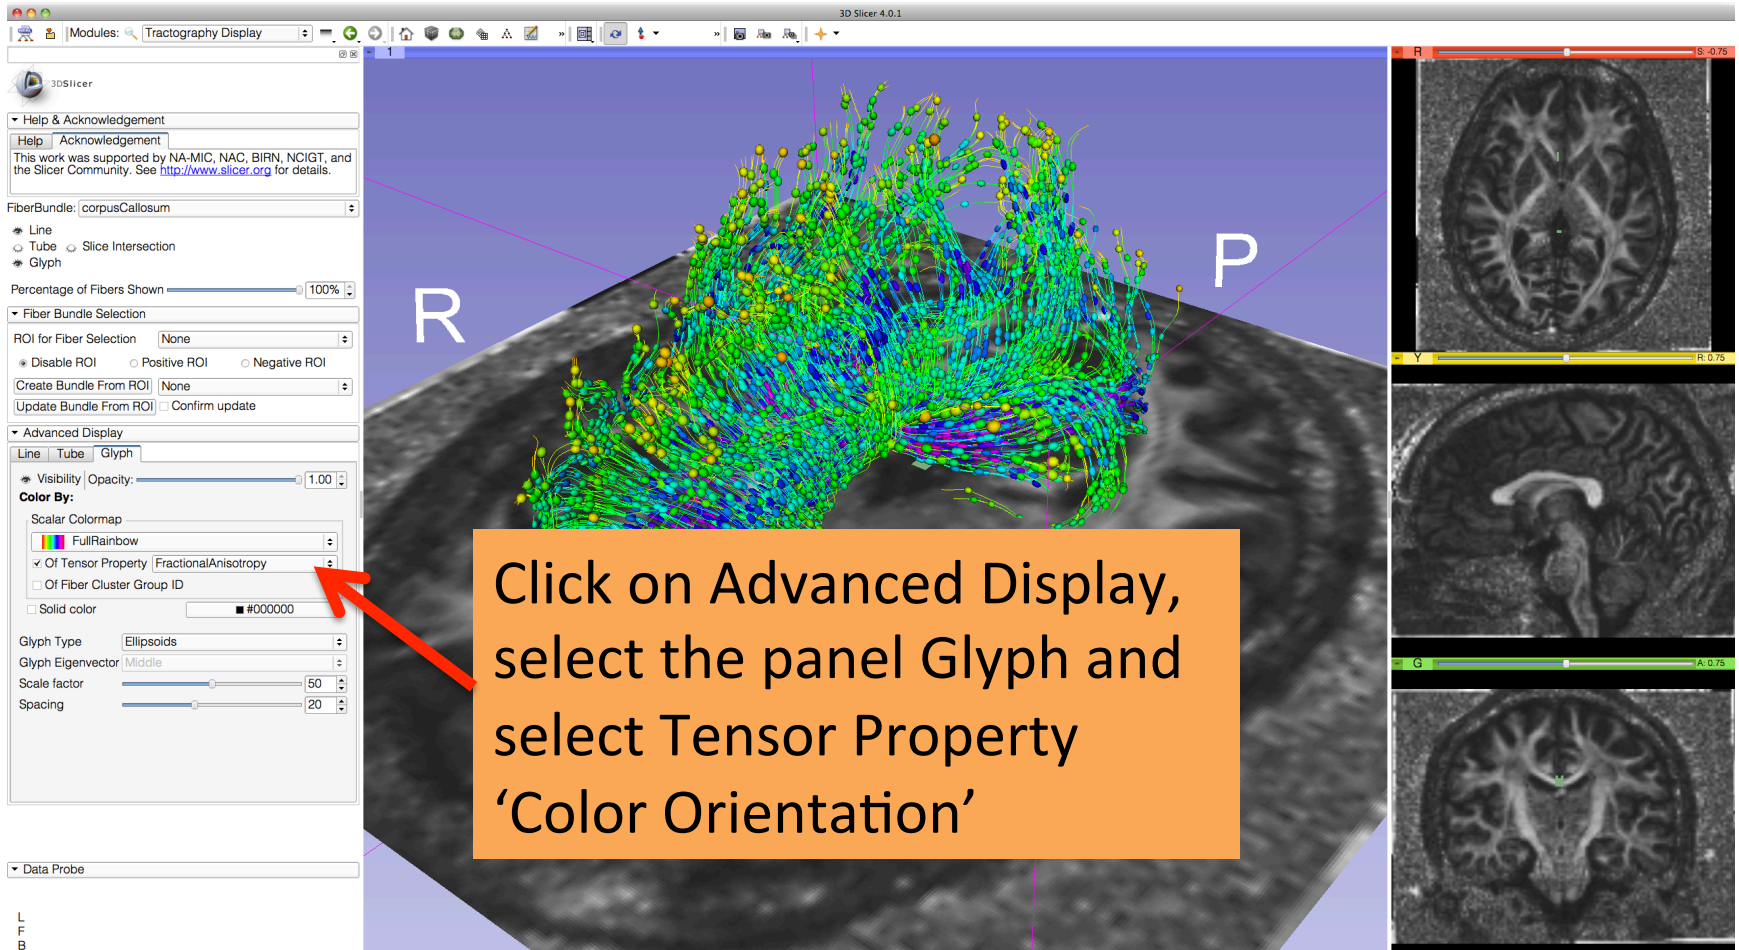 3D Slicer 4.0.1
Modules: Tractography Display
»
»
3DSlicer
Help & Acknowledgement
Help Acknowledgement
This work was supported by NA-MIC, NAC, BIRN, NCIGT, and
the Slicer Community. See http://www.slicer.org for details.
FiberBundle: corpusCallosum
Line
Tube Slice Intersection
Glyph
Percentage of Fibers Shown 100%
Fiber Bundle Selection
ROI for Fiber Selection None
Disable ROI Positive ROI Negative ROI
Create Bundle From ROI None
Update Bundle From ROI Confirm update
Advanced Display
Line Tube Glyph
Visibility Opacity: 1.00
Color By:
Scalar Colormap
FullRainbow
Of Tensor Property FractionalAnisotropy
Of Fiber Cluster Group ID
Solid color #000000
Glyph Type Ellipsoids
Glyph Eigenvector Middle
Scale factor 50
Spacing 20
Data Probe
L
F
B
1
R
P
Click on Advanced Display,
select the panel Glyph and
select Tensor Property
‘Color Orientation’
R S: -0.75
Y R: 0.75
G A: 0.75